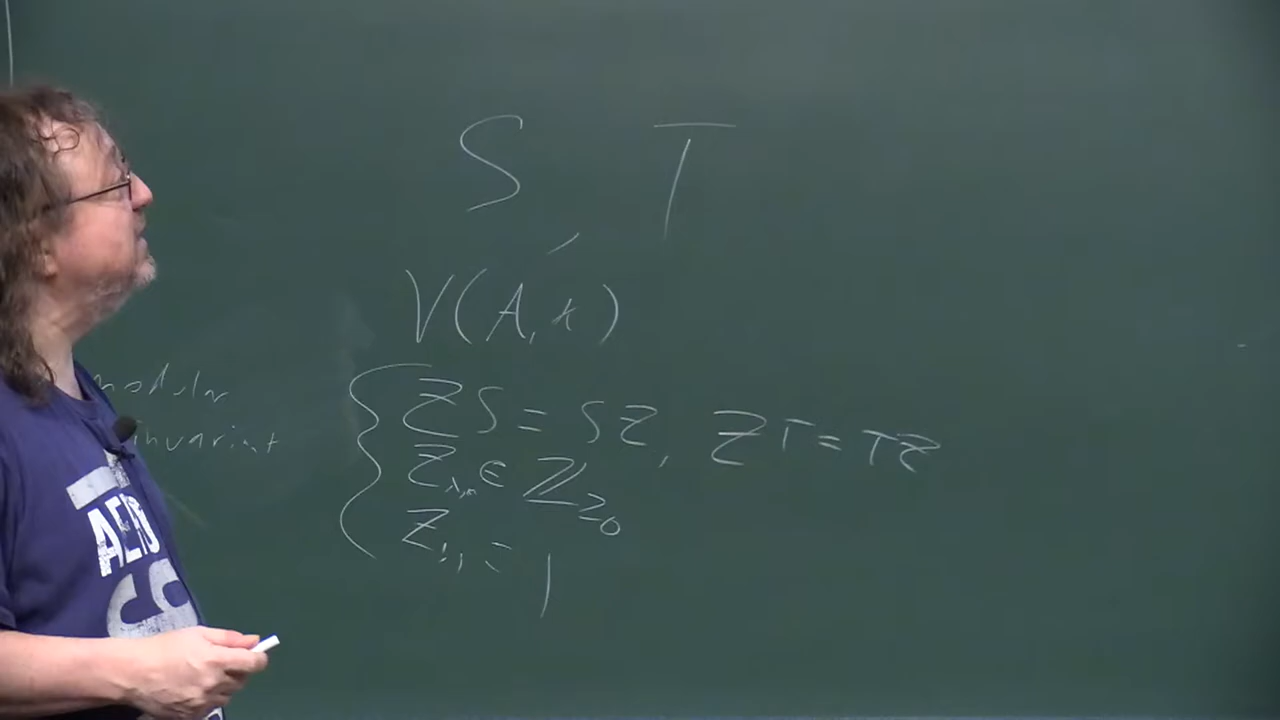 S, T
V(A, k)
modular
invariant
ZS = SZ, ZT = TZ
Z_{λ,μ} ∈ ℤ_{≥0}
Z_{1,1} = 1